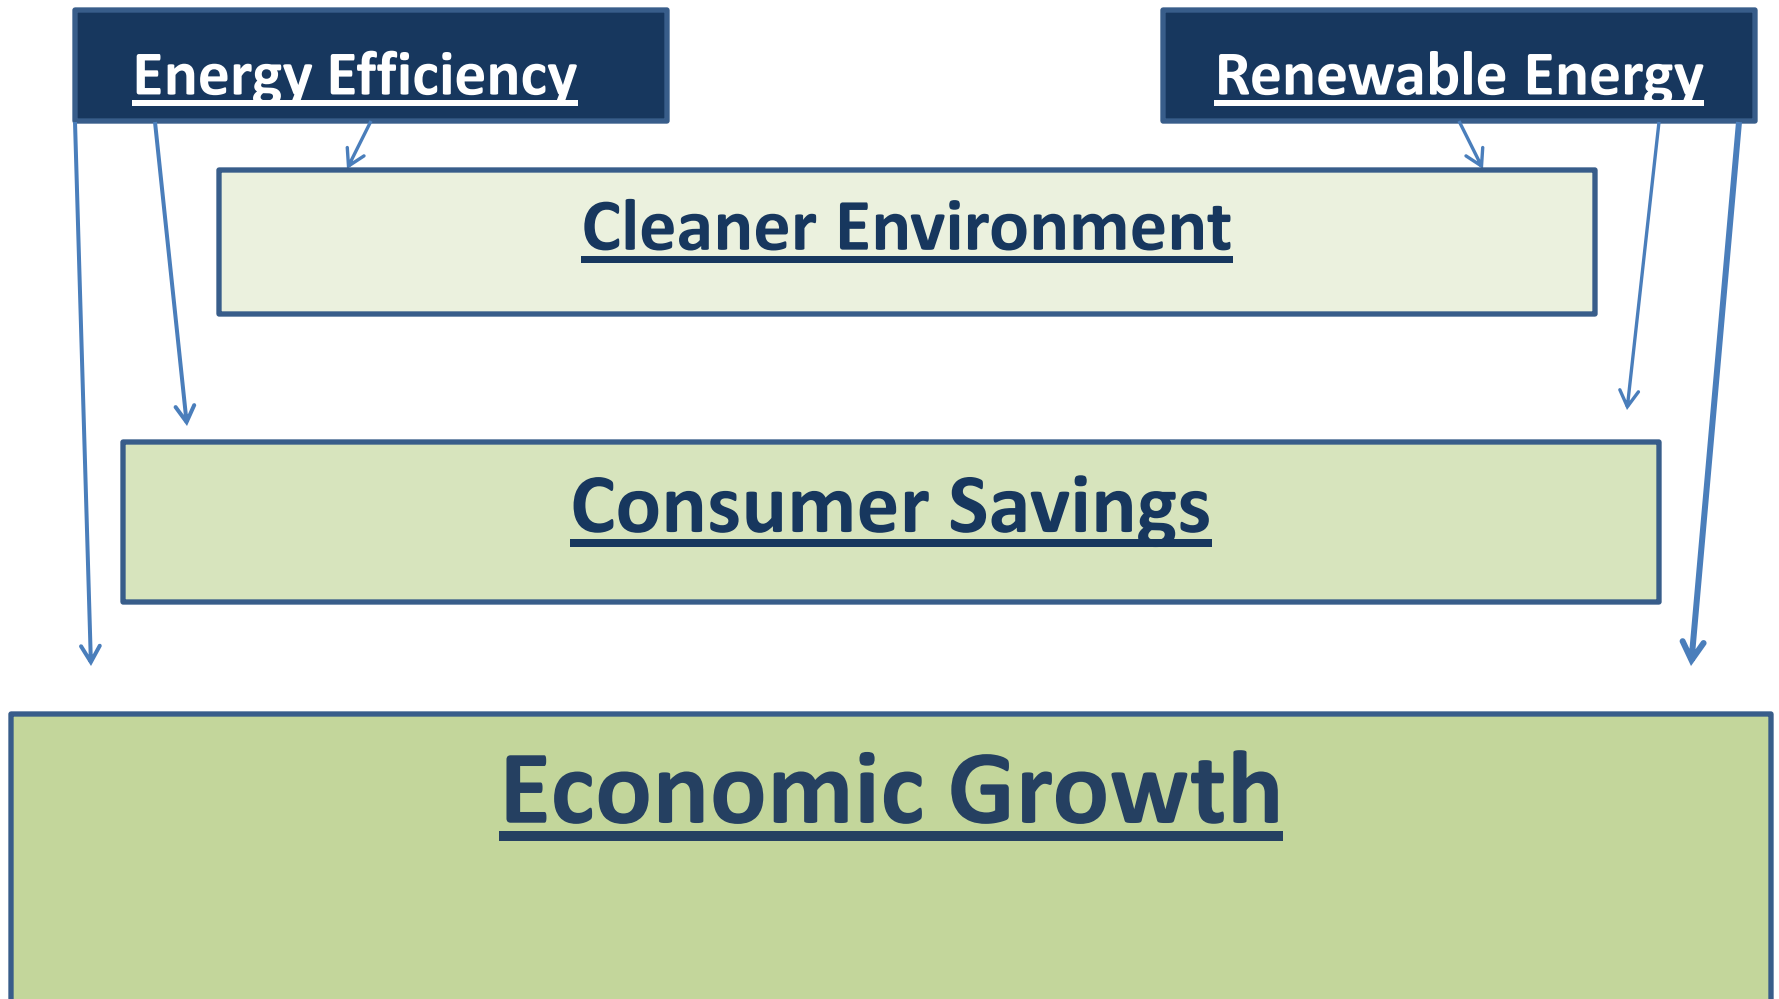 Energy Efficiency
Renewable Energy
Cleaner Environment
Consumer Savings
Economic Growth